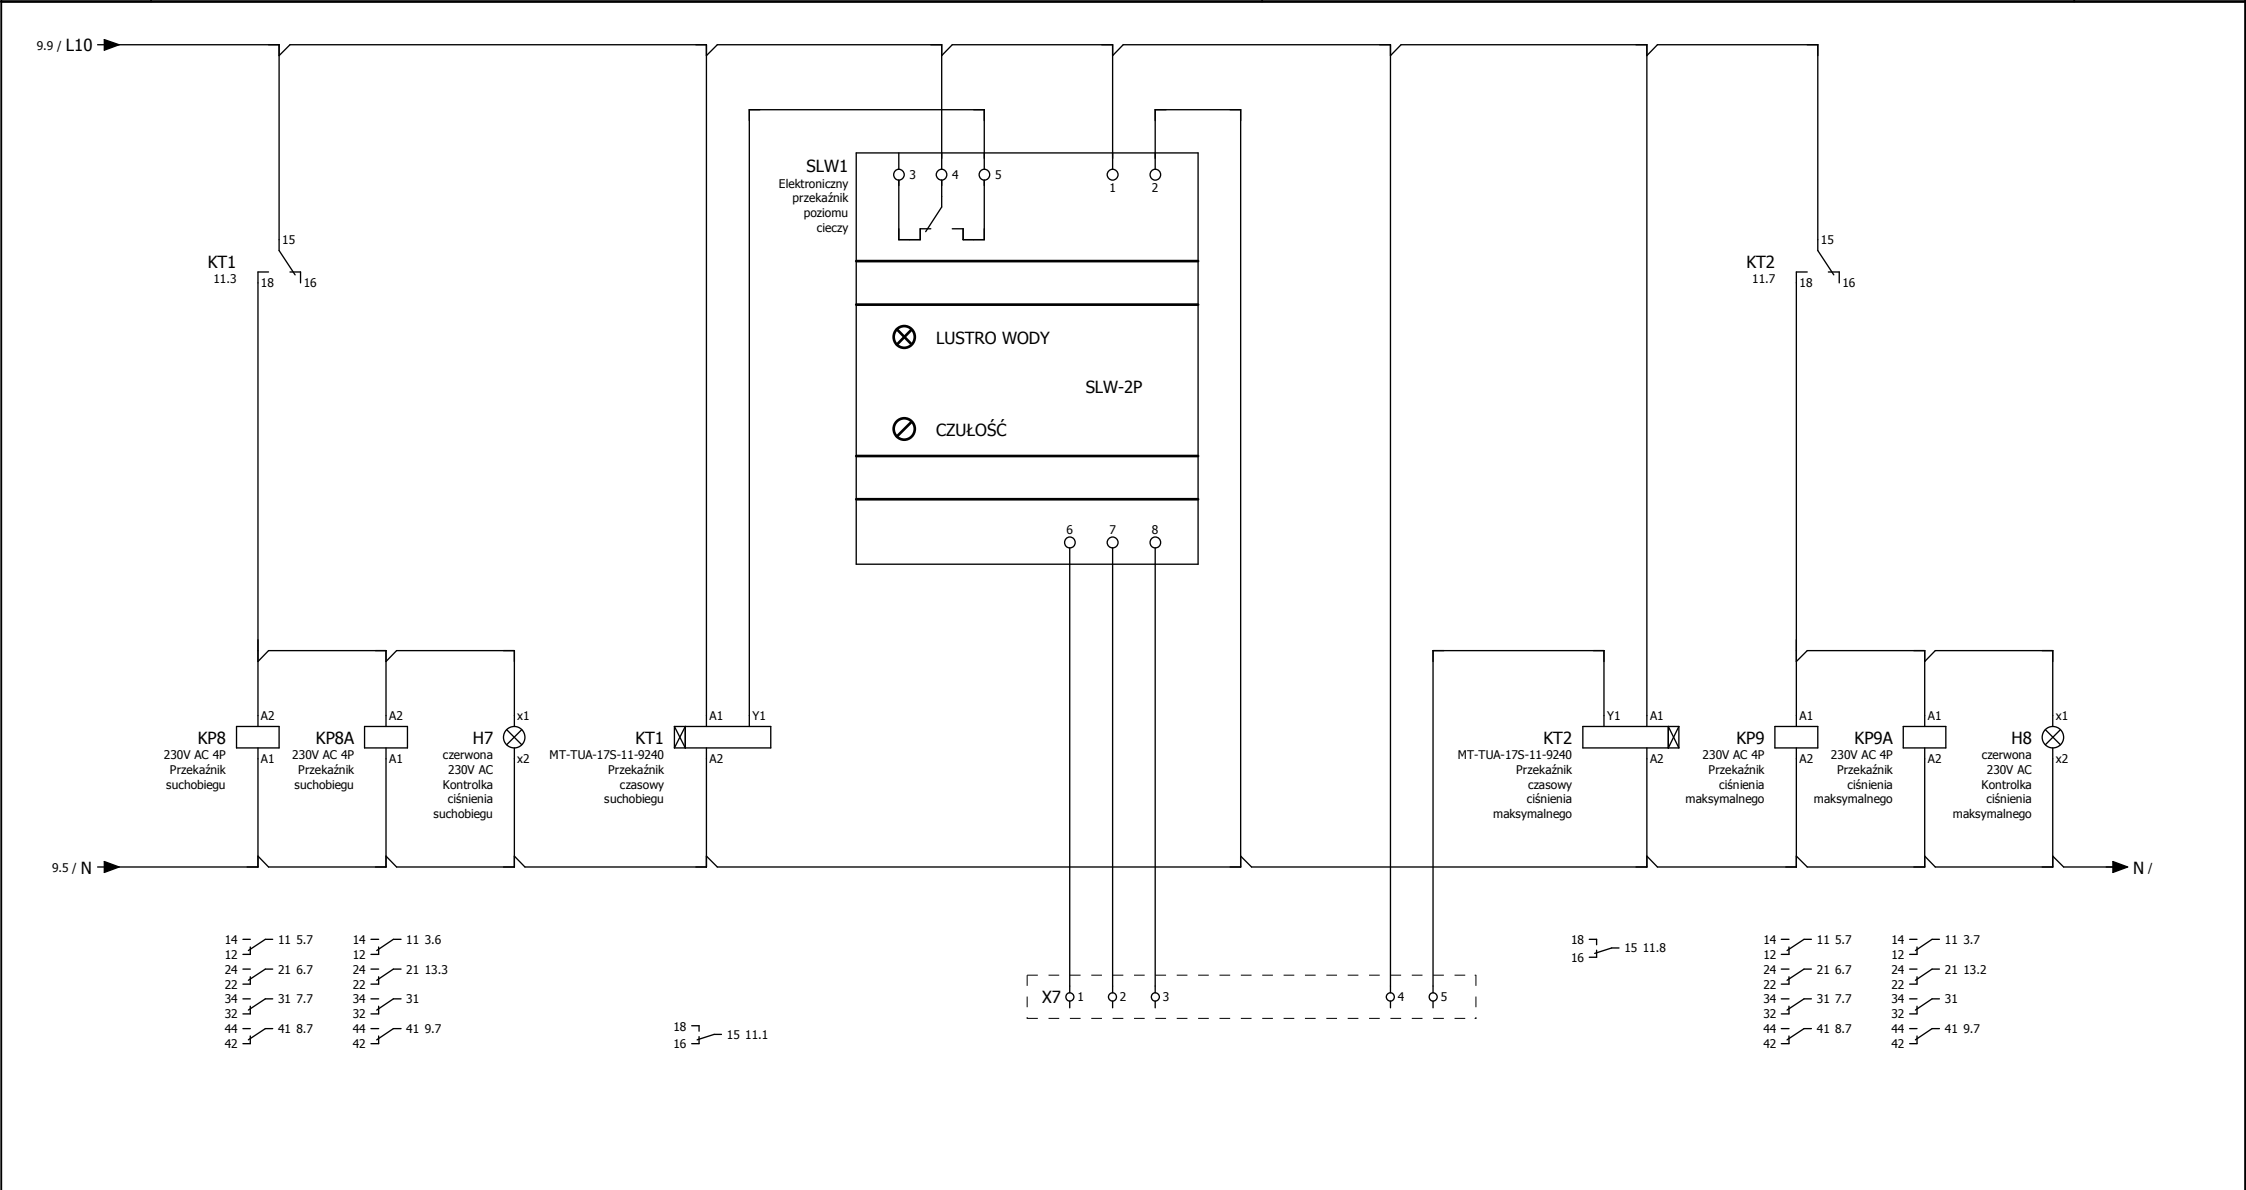 9.9 / L10
SLW1
Elektroniczny
przekaźnik
poziomu
cieczy
3 4 5 1 2
KT1
11.3
15
18 16
KT2
11.7
15
18 16
LUSTRO WODY
SLW-2P
CZUŁOŚĆ
6 7 8
KP8
230V AC 4P
Przekaźnik
suchobiegu
A2
A1
KP8A
230V AC 4P
Przekaźnik
suchobiegu
A2
A1
H7
czerwona
230V AC
Kontrolka
ciśnienia
suchobiegu
x1
x2
KT1
MT-TUA-17S-11-9240
Przekaźnik
czasowy
suchobiegu
A1 Y1
A2
KT2
MT-TUA-17S-11-9240
Przekaźnik
czasowy
ciśnienia
maksymalnego
Y1 A1
A2
KP9
230V AC 4P
Przekaźnik
ciśnienia
maksymalnego
A1
A2
KP9A
230V AC 4P
Przekaźnik
ciśnienia
maksymalnego
A1
A2
H8
czerwona
230V AC
Kontrolka
ciśnienia
maksymalnego
x1
x2
9.5 / N
N /
14 11 5.7
12
24 21 6.7
22
34 31 7.7
32
44 41 8.7
42
14 11 3.6
12
24 21 13.3
22
34 31
32
44 41 9.7
42
18
16 15 11.1
X7 1 2 3 4 5
18
16 15 11.8
14 11 5.7
12
24 21 6.7
22
34 31 7.7
32
44 41 8.7
42
14 11 3.7
12
24 21 13.2
22
34 31
32
44 41 9.7
42